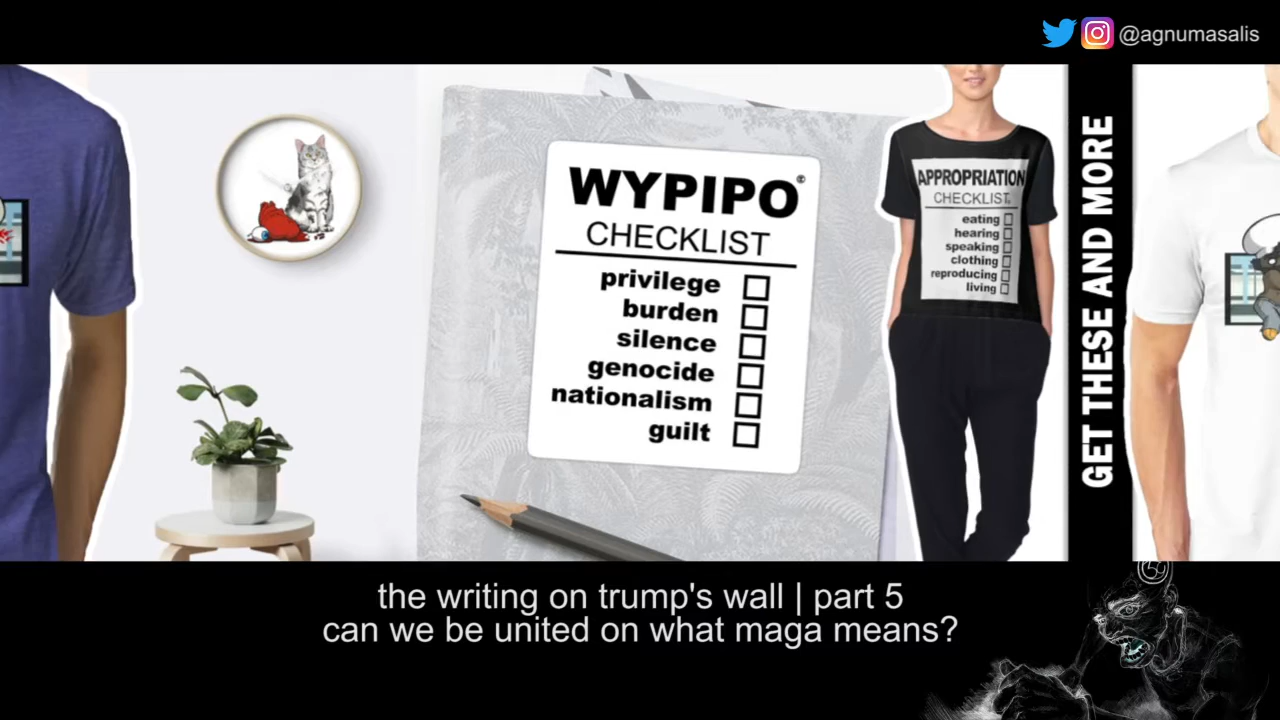 @agnumasalis
WYPIPO®
CHECKLIST
privilege
burden
silence
genocide
nationalism
guilt
APPROPRIATION
CHECKLIST
eating
hearing
speaking
clothing
reproducing
living
GET THESE AND MORE
the writing on trump's wall | part 5
can we be united on what maga means?